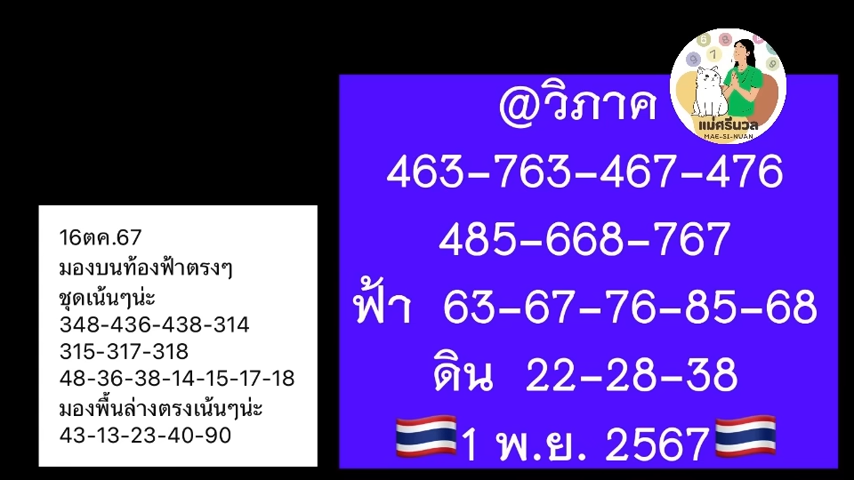 16ตค.67
มองบนท้องฟ้าตรงๆ
ชุดเน้นๆน่ะ
348-436-438-314
315-317-318
48-36-38-14-15-17-18
มองพื้นล่างตรงเน้นๆน่ะ
43-13-23-40-90
@วิภาค
463-763-467-476
485-668-767
ฟ้า 63-67-76-85-68
ดิน 22-28-38
1 พ.ย. 2567
แม่ศรีนวล
MAE-SI-NUAN